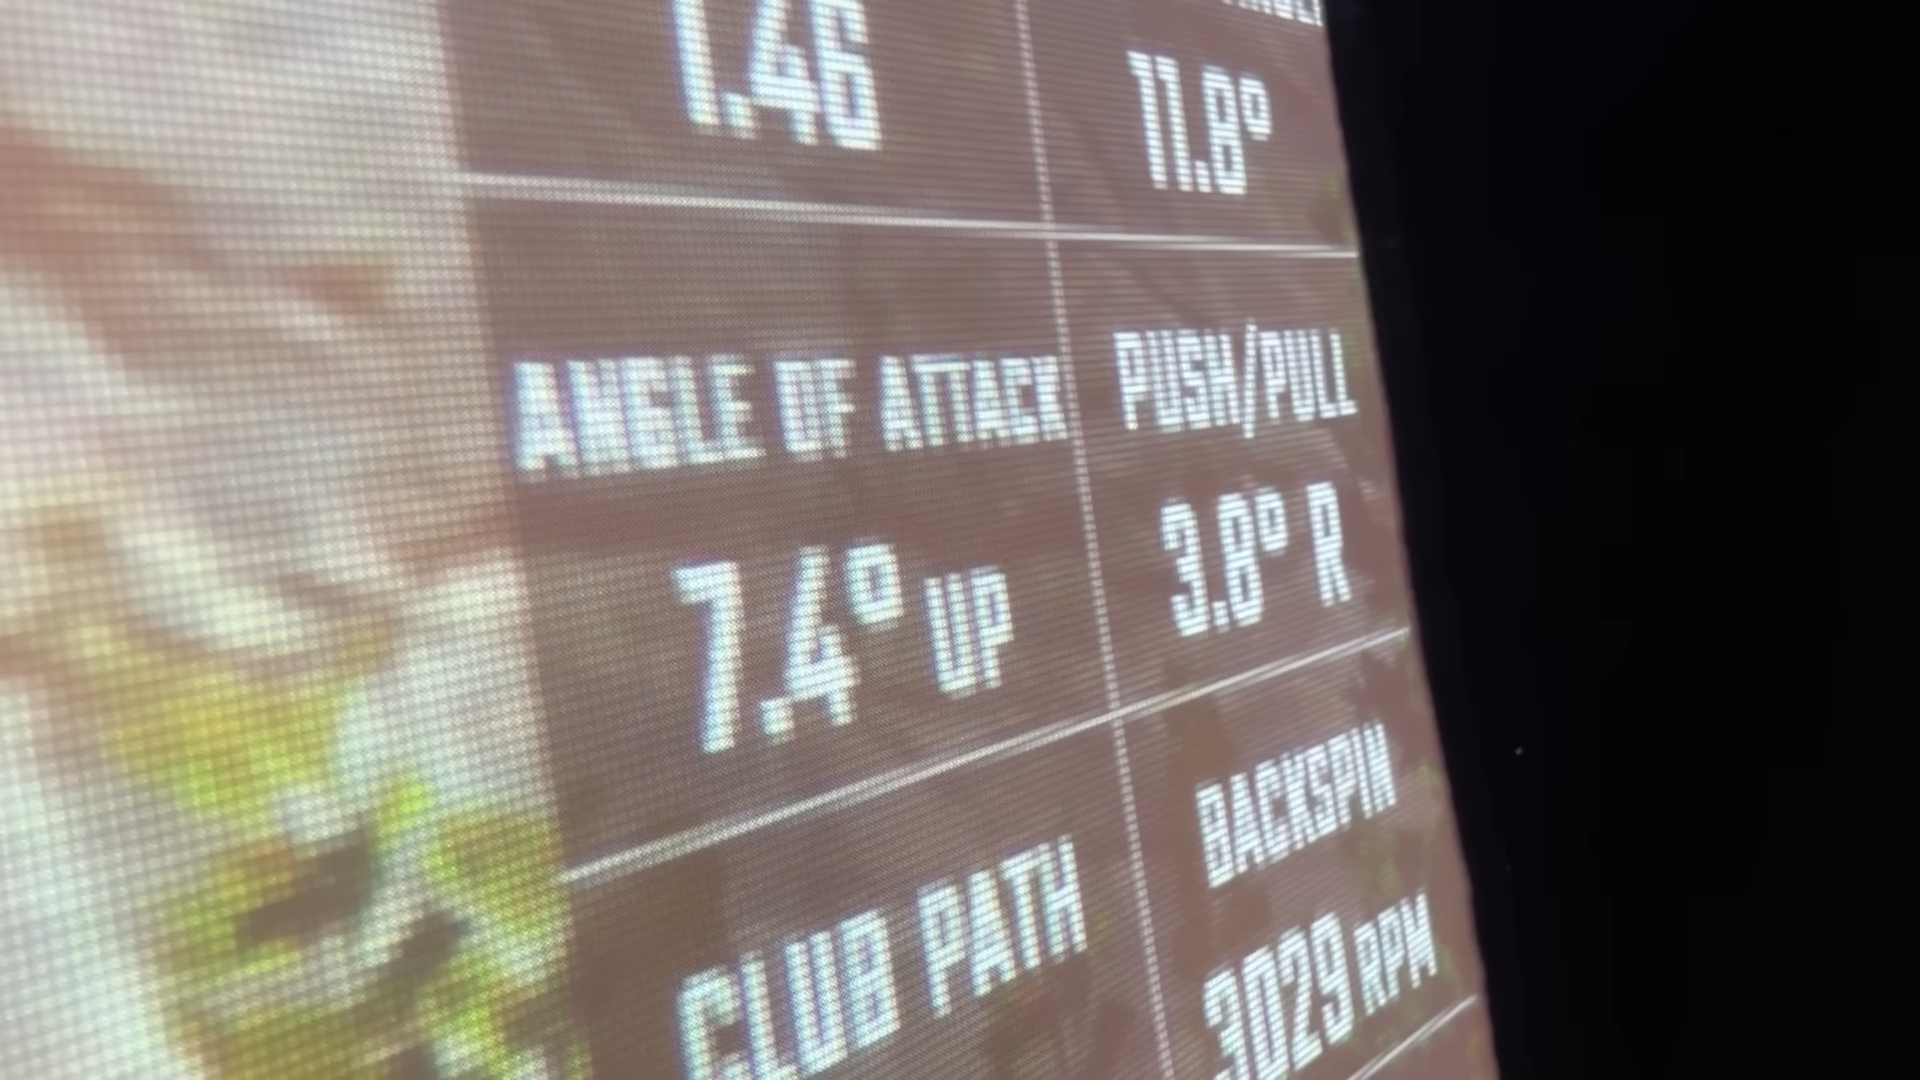 1.46
11.8°
ANGLE OF ATTACK
7.4° UP
PUSH/PULL
3.8° R
CLUB PATH
BACKSPIN
3029 RPM